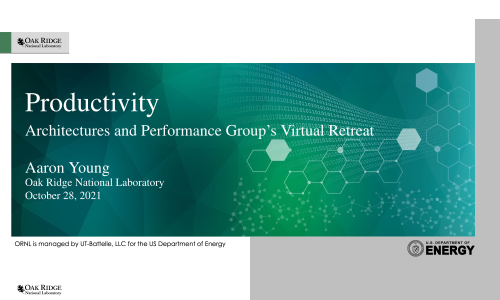 OAK RIDGE
National Laboratory
Productivity
Architectures and Performance Group's Virtual Retreat
Aaron Young
Oak Ridge National Laboratory
October 28, 2021
ORNL is managed by UT-Battelle, LLC for the US Department of Energy
U.S. DEPARTMENT OF
ENERGY
OAK RIDGE
National Laboratory